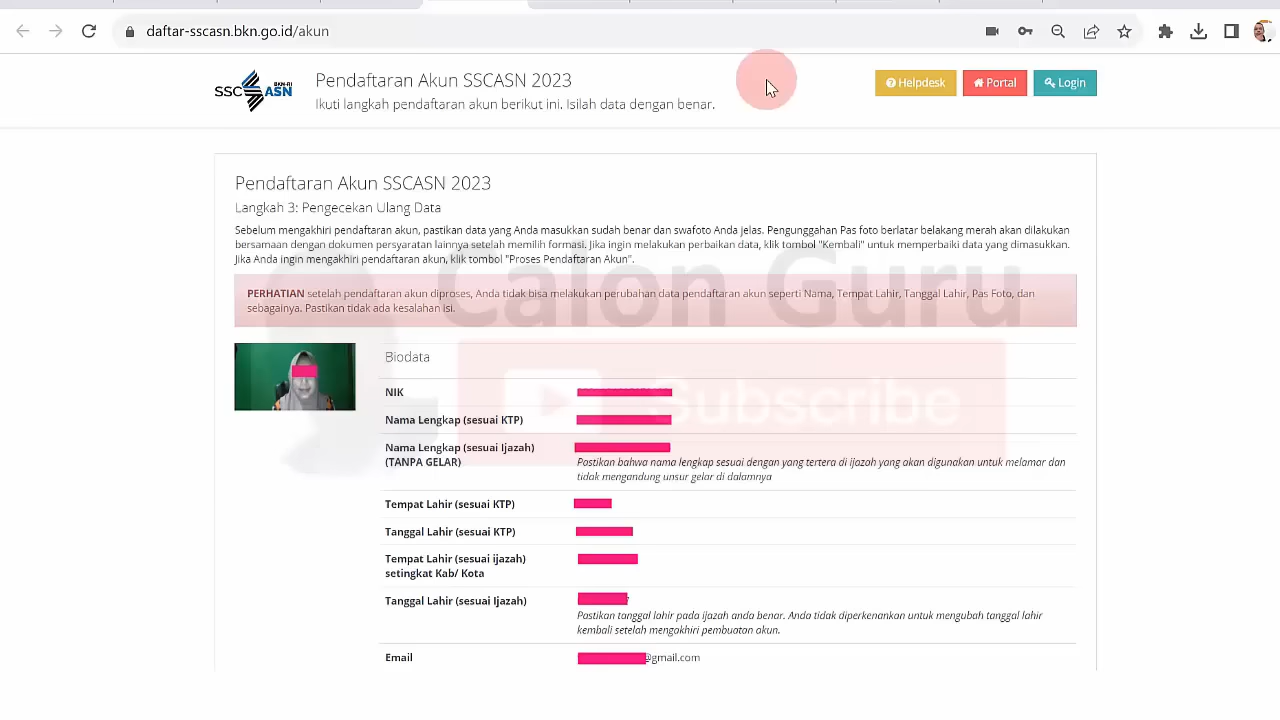 daftar-sscasn.bkn.go.id/akun
SSCASN
BKN-RI
Pendaftaran Akun SSCASN 2023
Ikuti langkah pendaftaran akun berikut ini. Isilah data dengan benar.
Helpdesk
Portal
Login
Pendaftaran Akun SSCASN 2023
Langkah 3: Pengecekan Ulang Data
Sebelum mengakhiri pendaftaran akun, pastikan data yang Anda masukkan sudah benar dan swafoto Anda jelas. Pengunggahan Pas foto berlatar belakang merah akan dilakukan
bersamaan dengan dokumen persyaratan lainnya setelah memilih formasi. Jika ingin melakukan perbaikan data, klik tombol "Kembali" untuk memperbaiki data yang dimasukkan.
Jika Anda ingin mengakhiri pendaftaran akun, klik tombol "Proses Pendaftaran Akun".
Calon Guru
PERHATIAN setelah pendaftaran akun diproses, Anda tidak bisa melakukan perubahan data pendaftaran akun seperti Nama, Tempat Lahir, Tanggal Lahir, Pas Foto, dan
sebagainya. Pastikan tidak ada kesalahan isi.
Biodata
NIK
Subscribe
Nama Lengkap (sesuai KTP)
Nama Lengkap (sesuai Ijazah)
(TANPA GELAR)
Pastikan bahwa nama lengkap sesuai dengan yang tertera di ijazah yang akan digunakan untuk melamar dan
tidak mengandung unsur gelar di dalamnya
Tempat Lahir (sesuai KTP)
Tanggal Lahir (sesuai KTP)
Tempat Lahir (sesuai ijazah)
setingkat Kab/ Kota
Tanggal Lahir (sesuai Ijazah)
Pastikan tanggal lahir pada ijazah anda benar. Anda tidak diperkenankan untuk mengubah tanggal lahir
kembali setelah mengakhiri pembuatan akun.
Email
@gmail.com